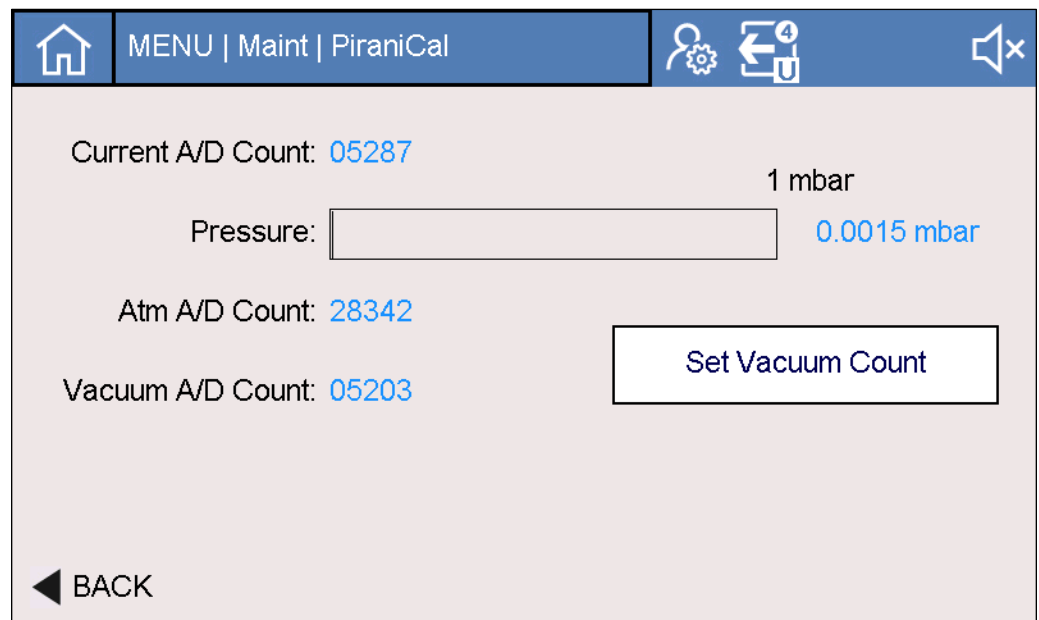 MENU | Maint | PiraniCal
4
U
Current A/D Count: 05287
1 mbar
Pressure: 0.0015 mbar
Atm A/D Count: 28342
Set Vacuum Count
Vacuum A/D Count: 05203
BACK